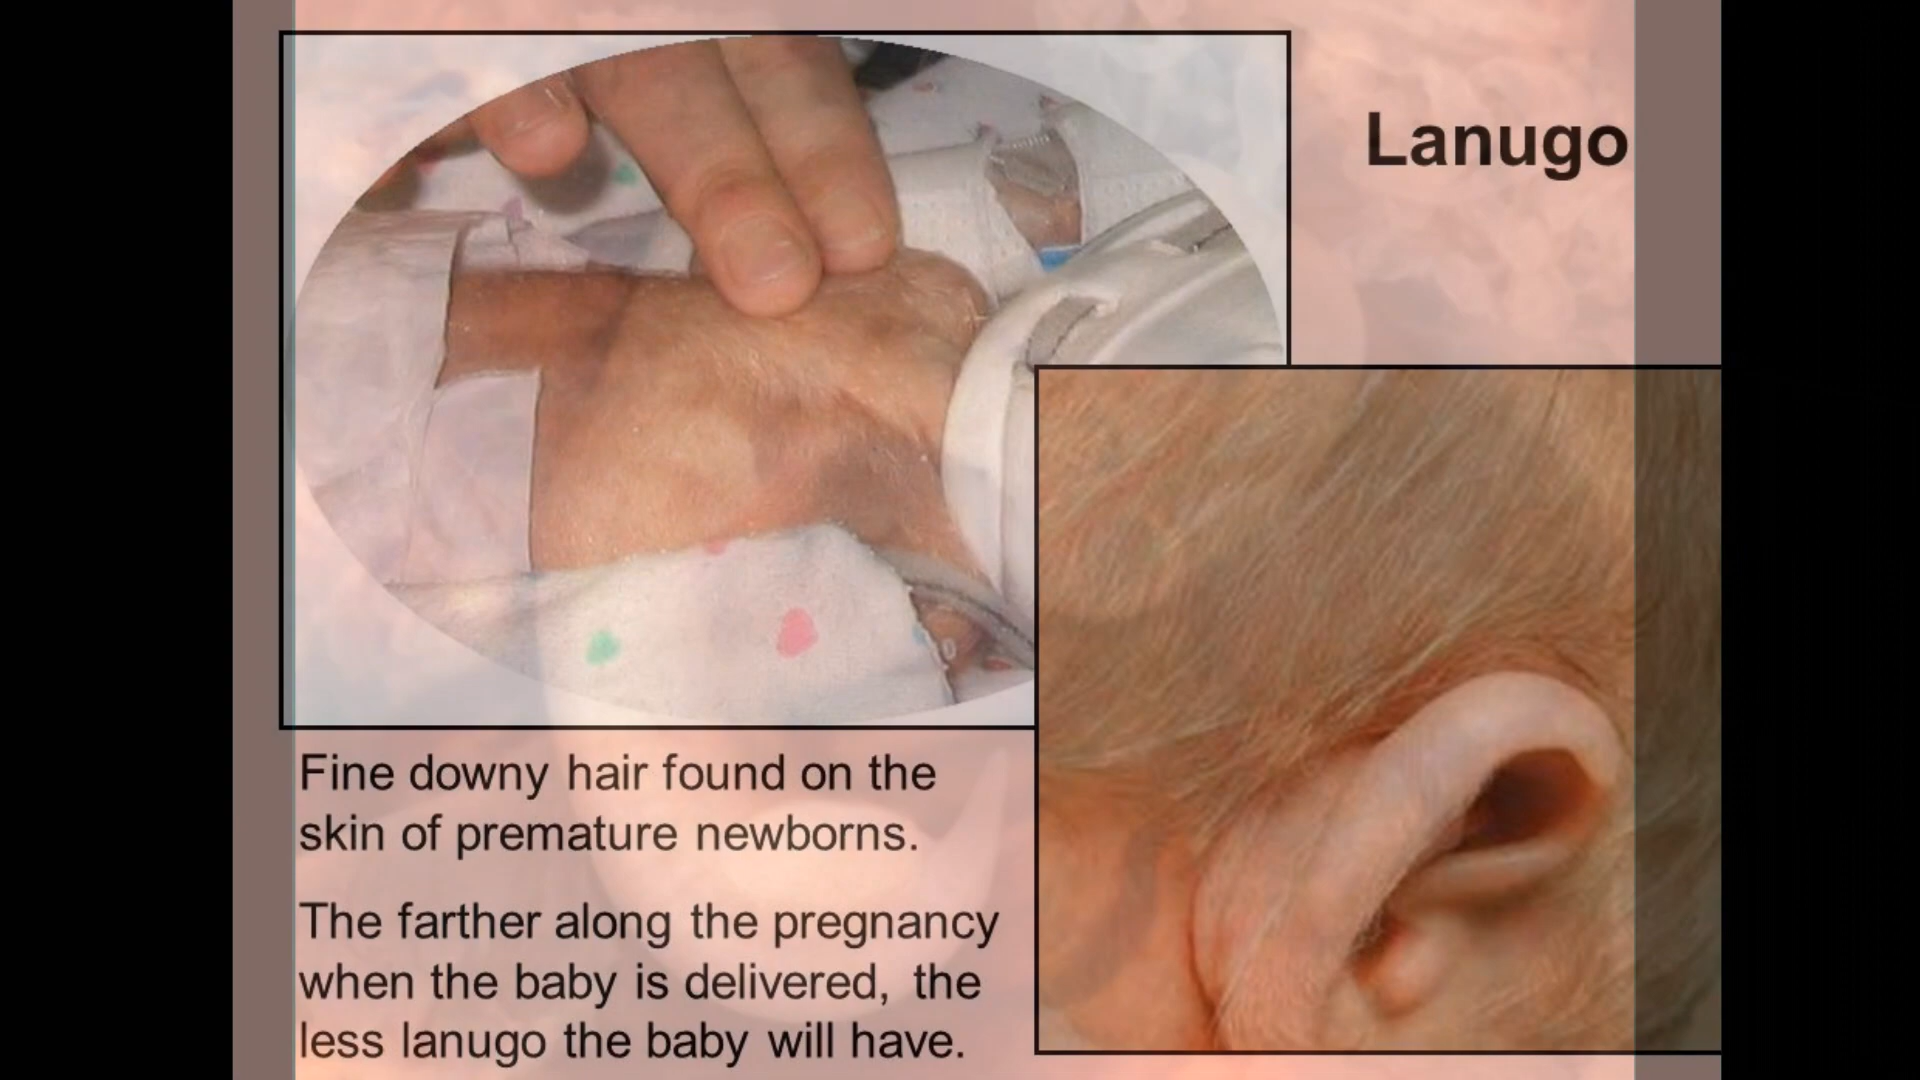 Lanugo
Fine downy hair found on the
skin of premature newborns.
The farther along the pregnancy
when the baby is delivered, the
less lanugo the baby will have.